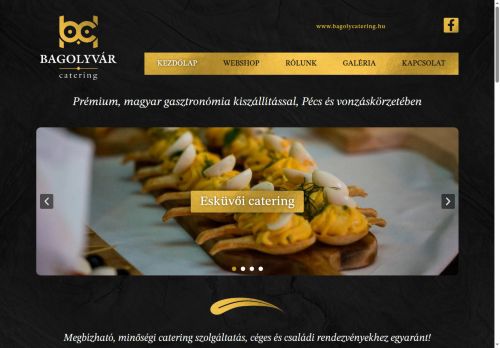 www.bagolycatering.hu
BAGOLYVÁR
catering
KEZDŐLAP WEBSHOP RÓLUNK GALÉRIA KAPCSOLAT
Prémium, magyar gasztronómia kiszállítással, Pécs és vonzáskörzetében
Esküvői catering
Megbízható, minőségi catering szolgáltatás, céges és családi rendezvényekhez egyaránt!